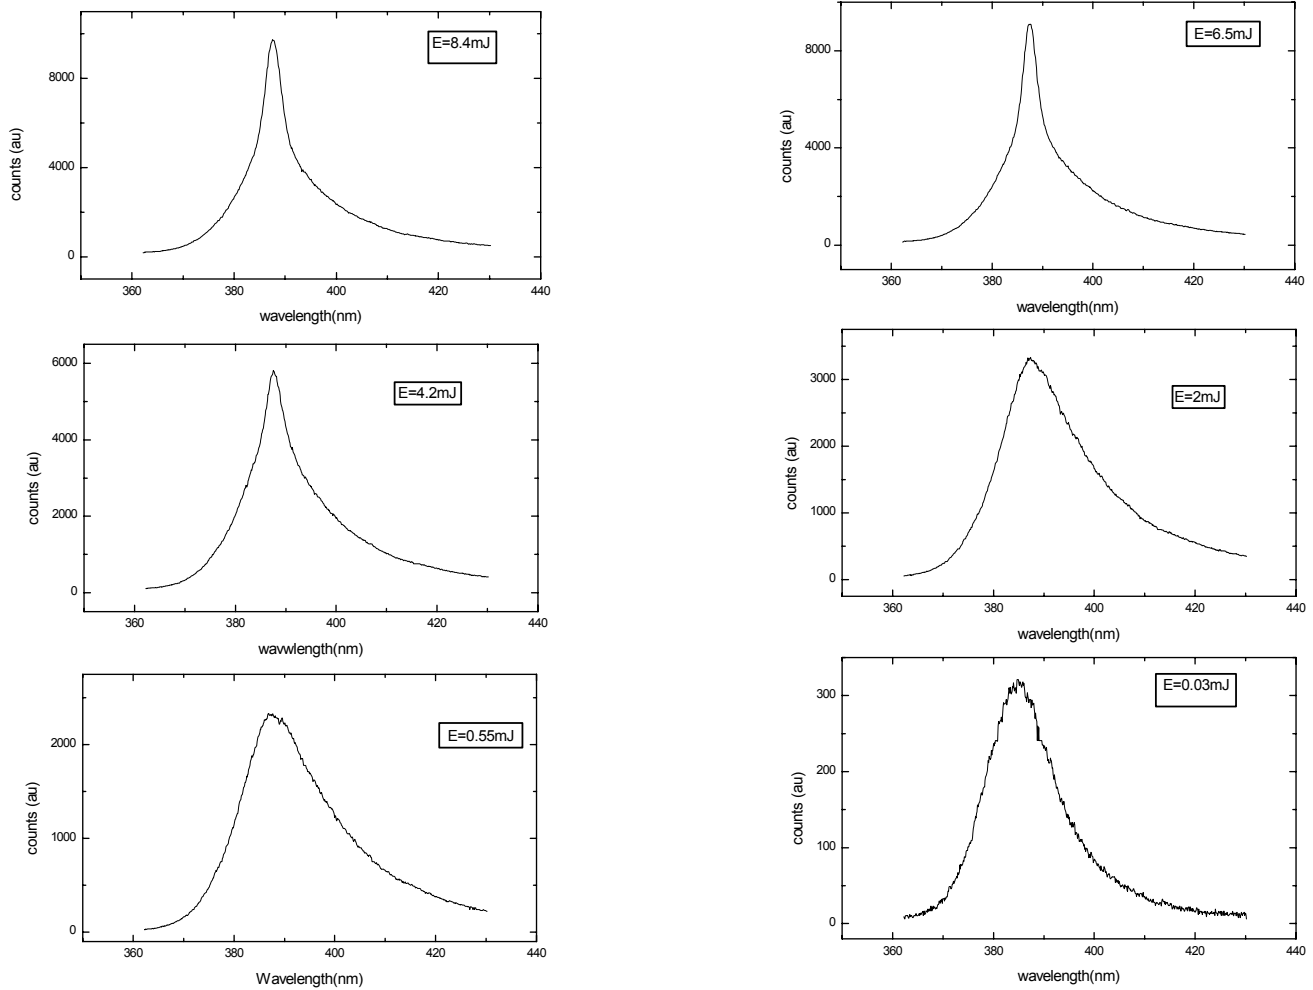 E=8.4mJ
8000
4000
0
counts (au)
360 380 400 420 440
wavelength(nm)
E=6.5mJ
8000
4000
0
counts (au)
360 380 400 420 440
wavelength(nm)
E=4.2mJ
6000
4000
2000
0
counts (au)
360 380 400 420 440
wavwlength(nm)
E=2mJ
3000
2000
1000
0
counts (au)
360 380 400 420 440
wavelength(nm)
E=0.55mJ
2000
1000
0
counts (au)
360 380 400 420 440
Wavelength(nm)
E=0.03mJ
300
200
100
0
counts (au)
360 380 400 420 440
wavelength(nm)